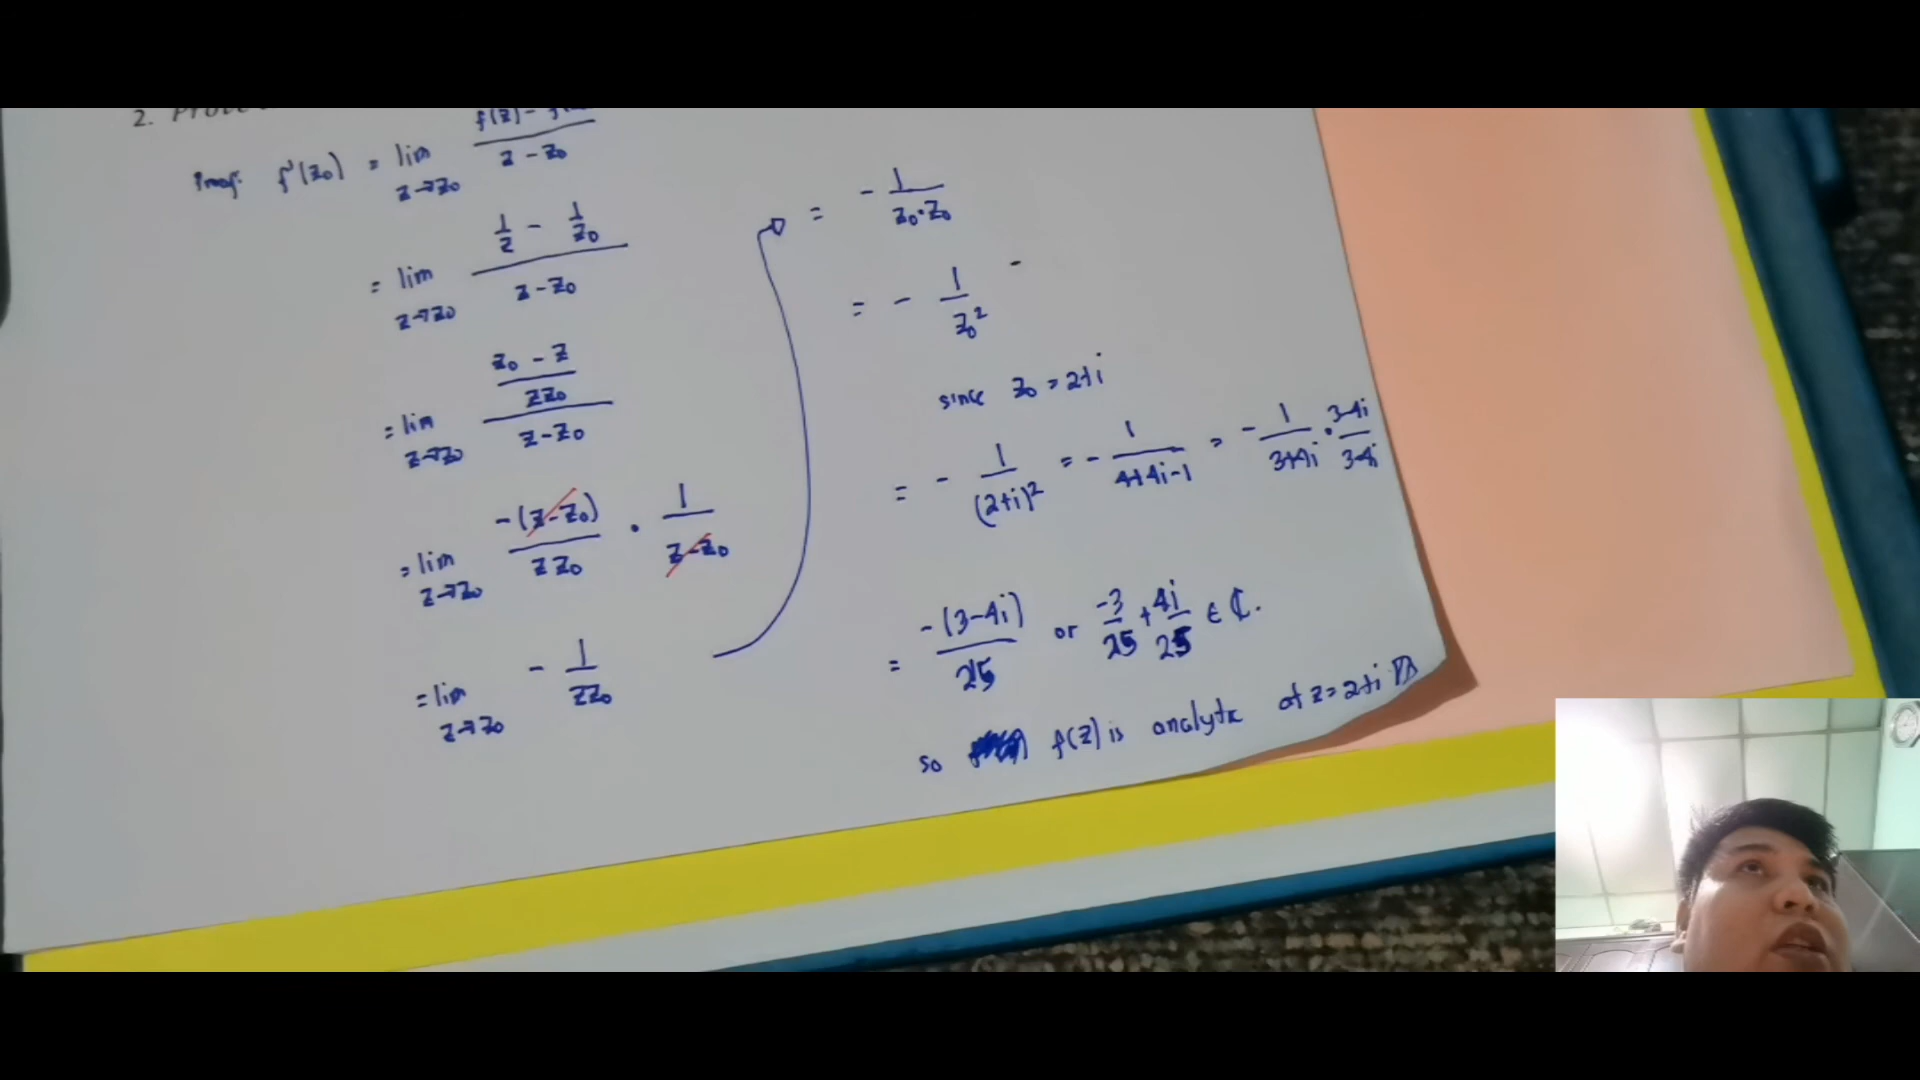 2. Prove
Proof: f'(z₀) = lim z→z₀ f(z) - f( / z - z₀
= lim z→z₀ (1/z - 1/z₀) / (z - z₀)
= lim z→z₀ ((z₀ - z)/(zz₀)) / (z - z₀)
= lim z→z₀ -(z-z₀)/(zz₀) · 1/(z-z₀)
= lim z→z₀ - 1/(zz₀)
= - 1/(z₀·z₀)
= - 1/z₀²
since z₀ = 2+i
= - 1/(2+i)² = - 1/(4+4i-1) = - 1/(3+4i) · (3-4i)/(3-4i)
= -(3-4i)/25 or -3/25 + 4i/25 ∈ ℂ.
so f(z) is analytic at z = 2+i